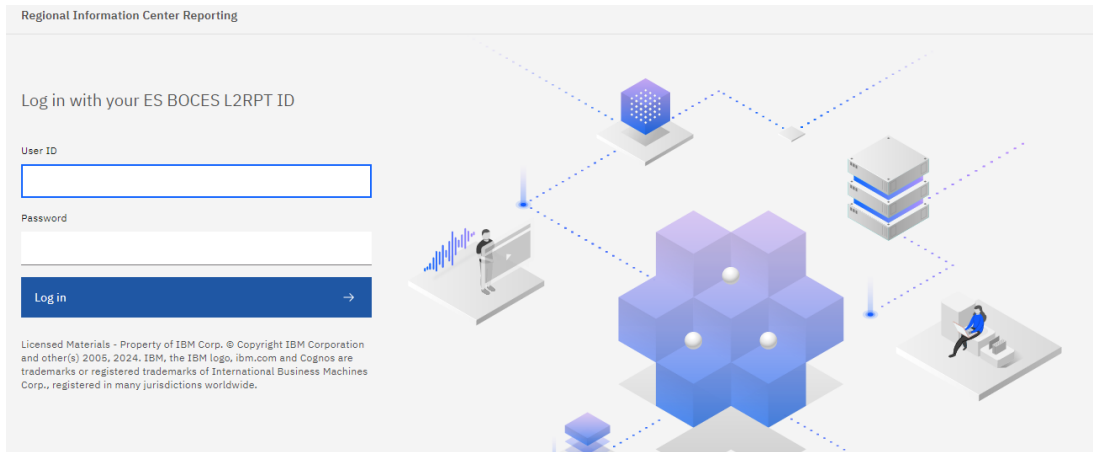 Regional Information Center Reporting
Log in with your ES BOCES L2RPT ID
User ID
Password
Log in
Licensed Materials - Property of IBM Corp. © Copyright IBM Corporation
and other(s) 2005, 2024. IBM, the IBM logo, ibm.com and Cognos are
trademarks or registered trademarks of International Business Machines
Corp., registered in many jurisdictions worldwide.